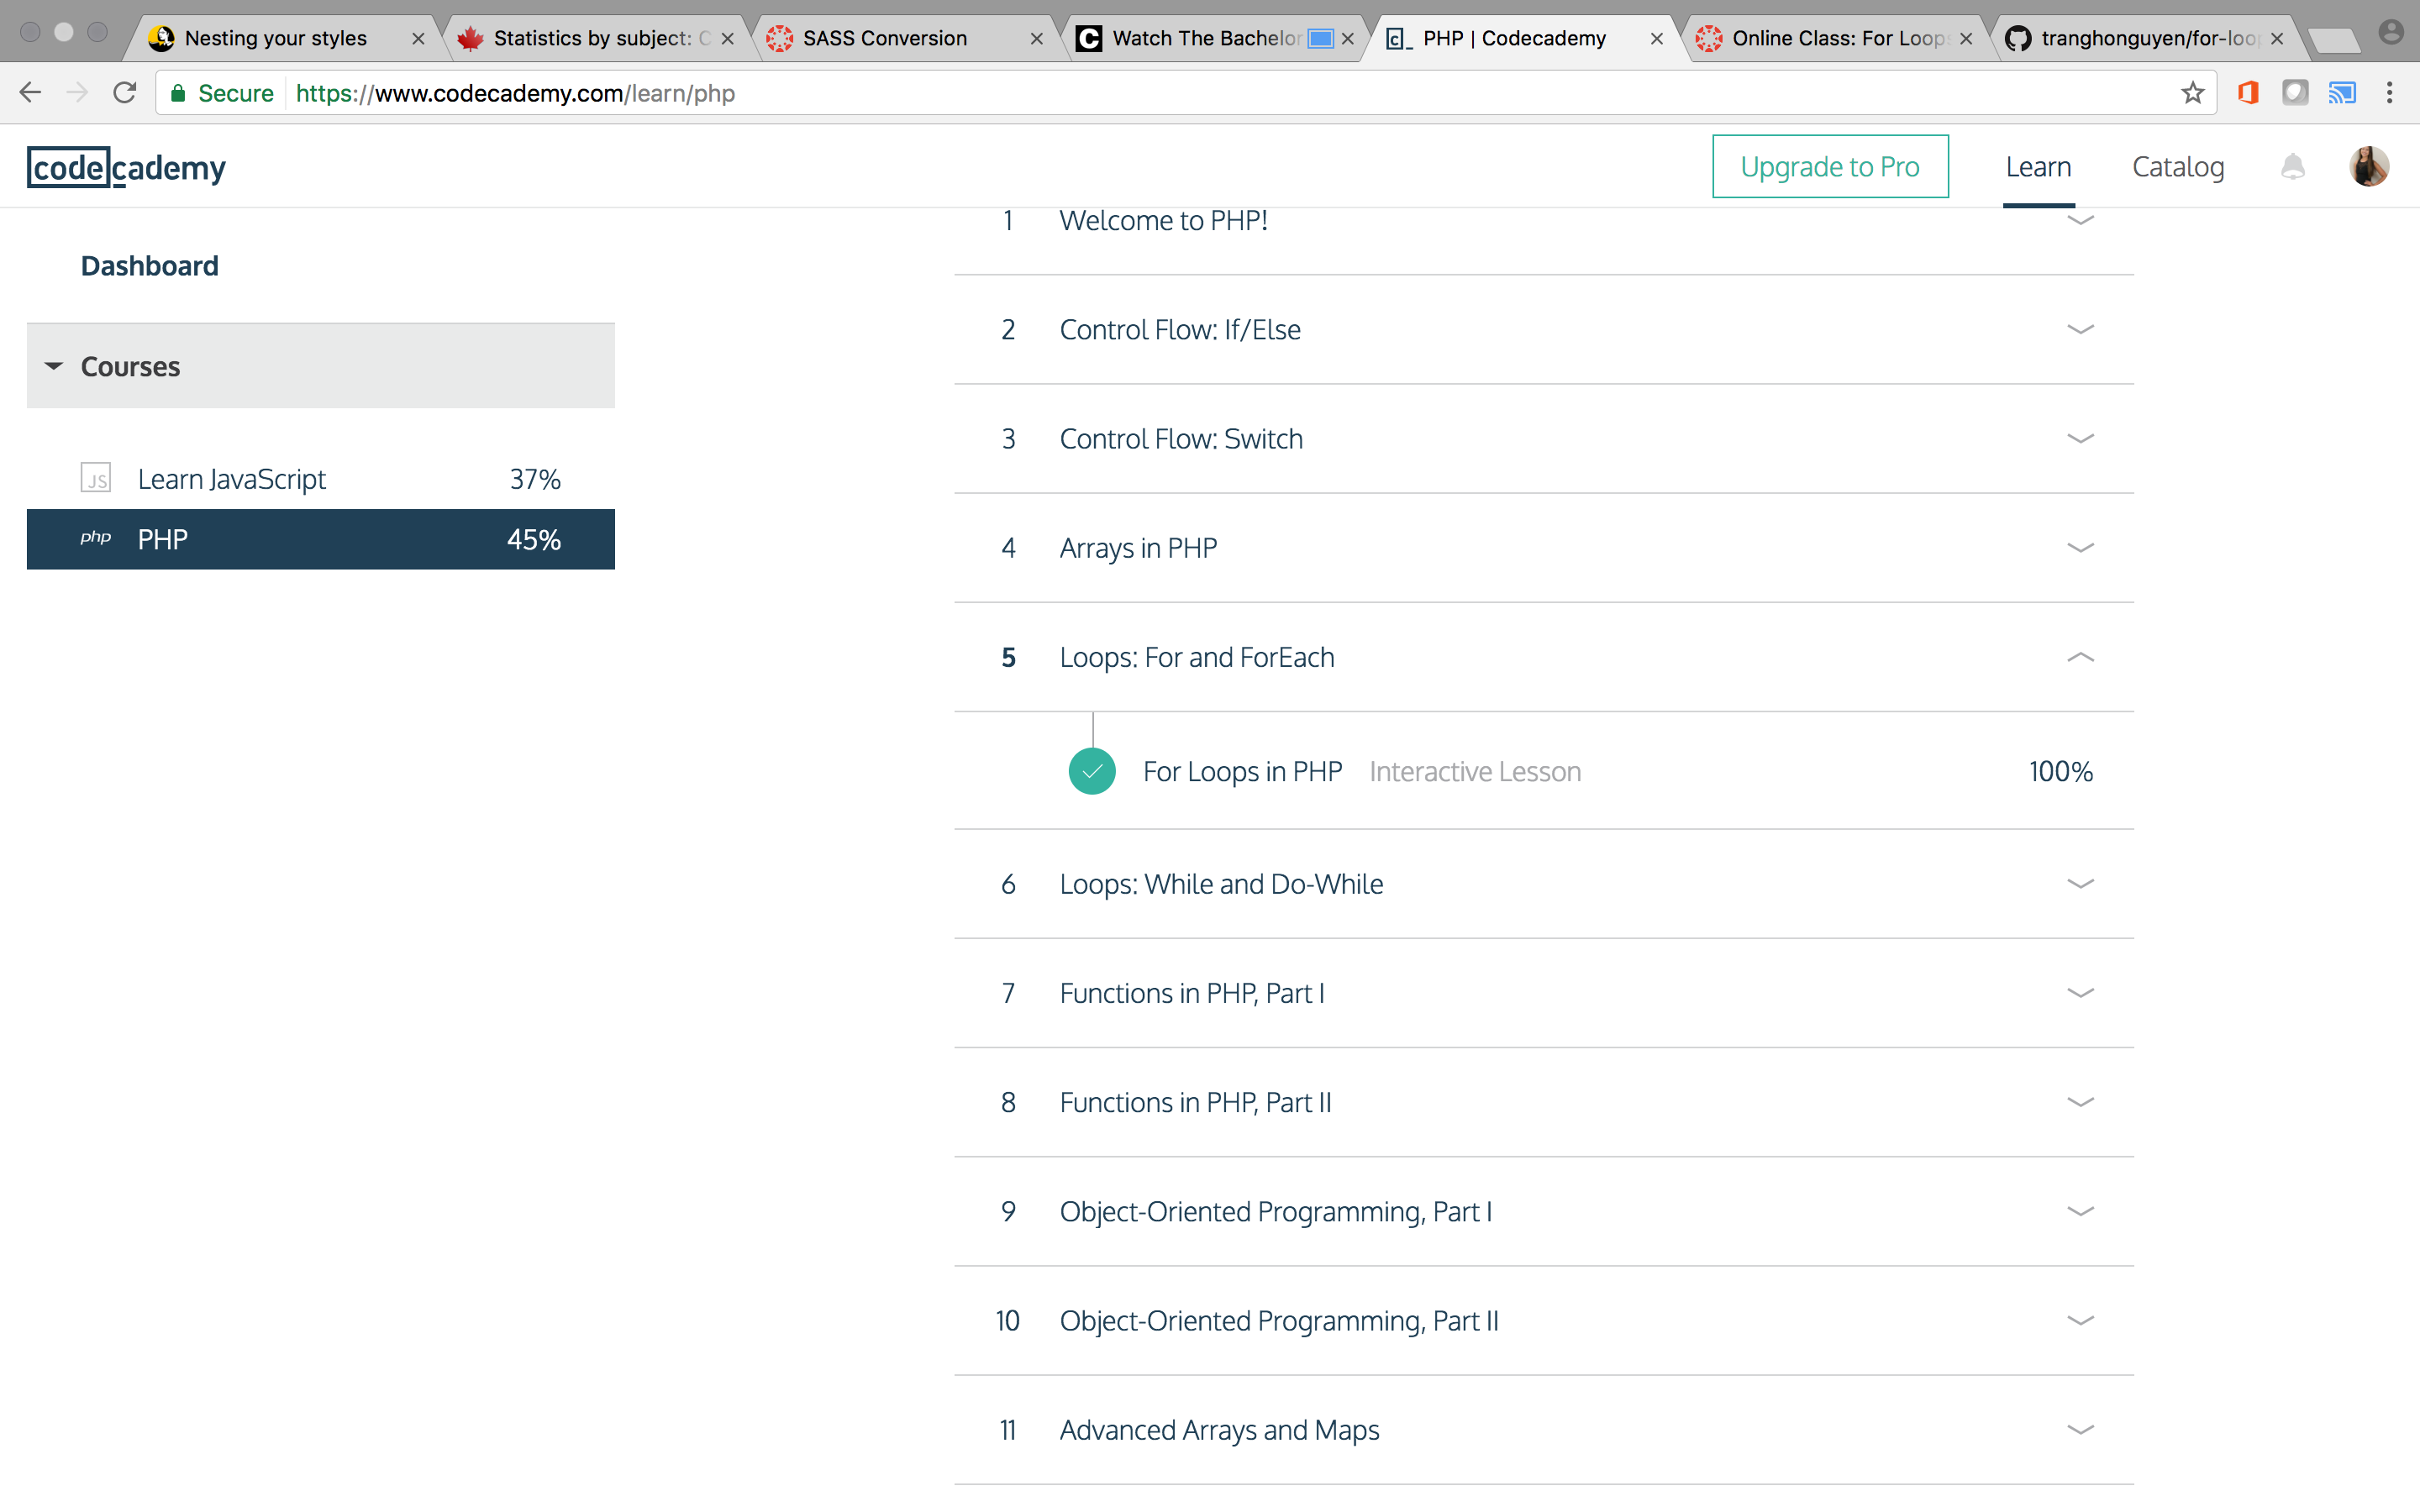 Nesting your styles
Statistics by subject: C
SASS Conversion
Watch The Bachelor
PHP | Codecademy
Online Class: For Loops
tranghonguyen/for-loop
Secure https://www.codecademy.com/learn/php
codecademy
Upgrade to Pro
Learn
Catalog
Dashboard
Courses
JS Learn JavaScript 37%
php PHP 45%
1 Welcome to PHP!
2 Control Flow: If/Else
3 Control Flow: Switch
4 Arrays in PHP
5 Loops: For and ForEach
For Loops in PHP Interactive Lesson 100%
6 Loops: While and Do-While
7 Functions in PHP, Part I
8 Functions in PHP, Part II
9 Object-Oriented Programming, Part I
10 Object-Oriented Programming, Part II
11 Advanced Arrays and Maps